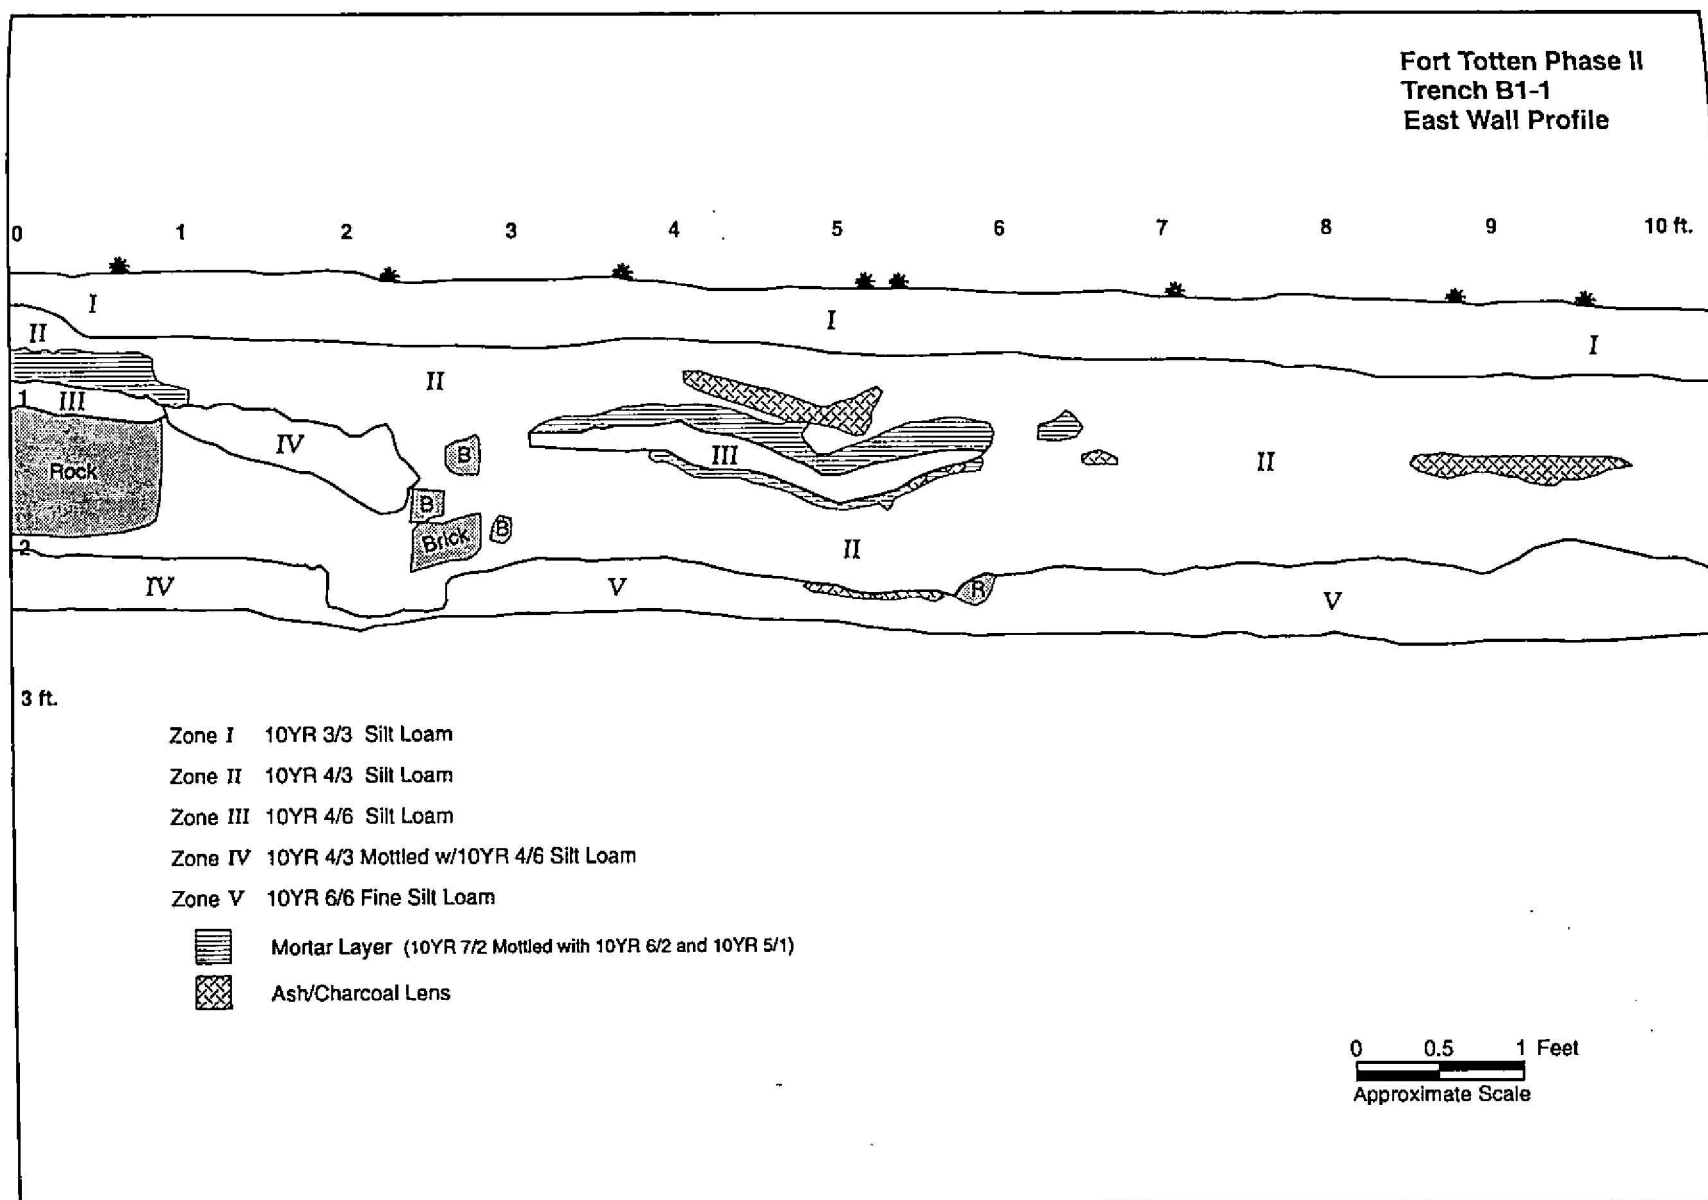 Fort Totten Phase II
Trench B1-1
East Wall Profile
0 1 2 3 4 5 6 7 8 9 10 ft.
I
I
I
II
II
1 III
IV
B
III
II
II
Rock
B
Brick
B
2
II
IV
V
R
V
3 ft.
Zone I 10YR 3/3 Silt Loam
Zone II 10YR 4/3 Silt Loam
Zone III 10YR 4/6 Silt Loam
Zone IV 10YR 4/3 Mottled w/10YR 4/6 Silt Loam
Zone V 10YR 6/6 Fine Silt Loam
Mortar Layer (10YR 7/2 Mottled with 10YR 6/2 and 10YR 5/1)
Ash/Charcoal Lens
0 0.5 1 Feet
Approximate Scale